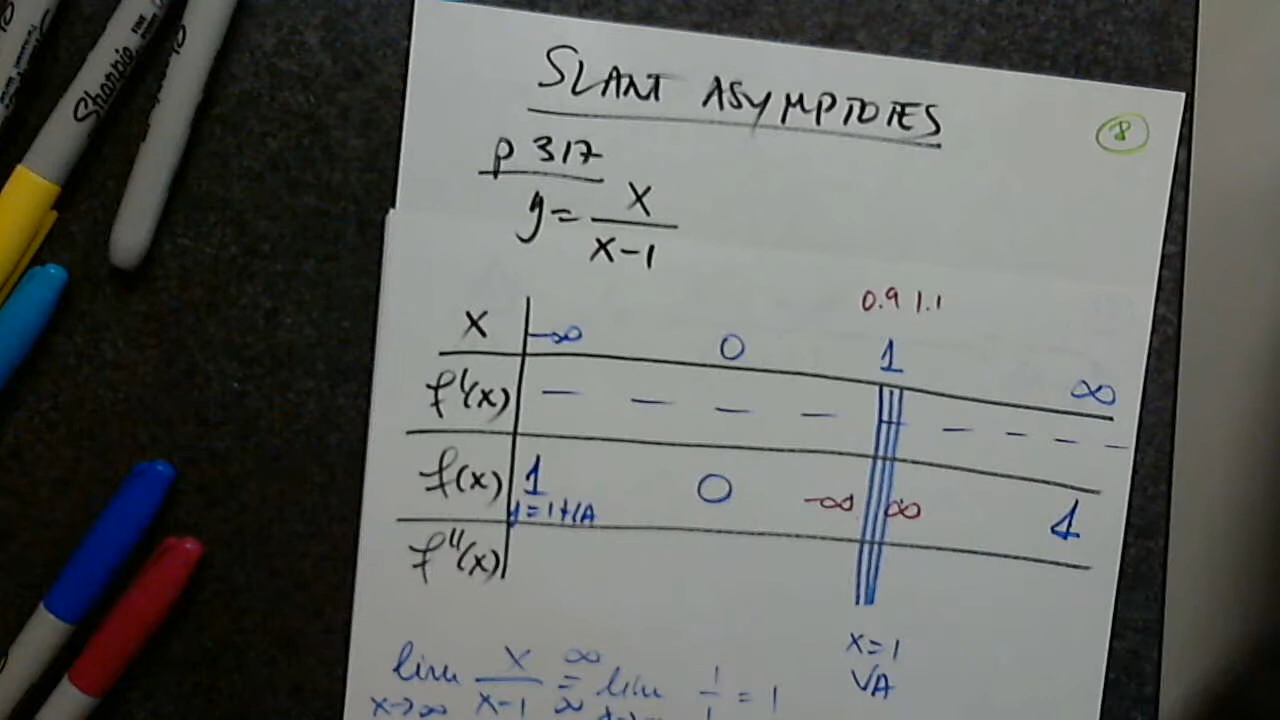 Sharpie
SLANT ASYMPTOTES
8
p 317
y = x / x-1
0.9 1.1
x -∞ 0 1 ∞
f'(x) - - - - - - - -
f(x) 1 0 -∞ ∞ 1
y=1 HA
f''(x)
x=1
VA
lim x→∞ x / x-1 = ∞ / ∞ lim 1 / 1 = 1